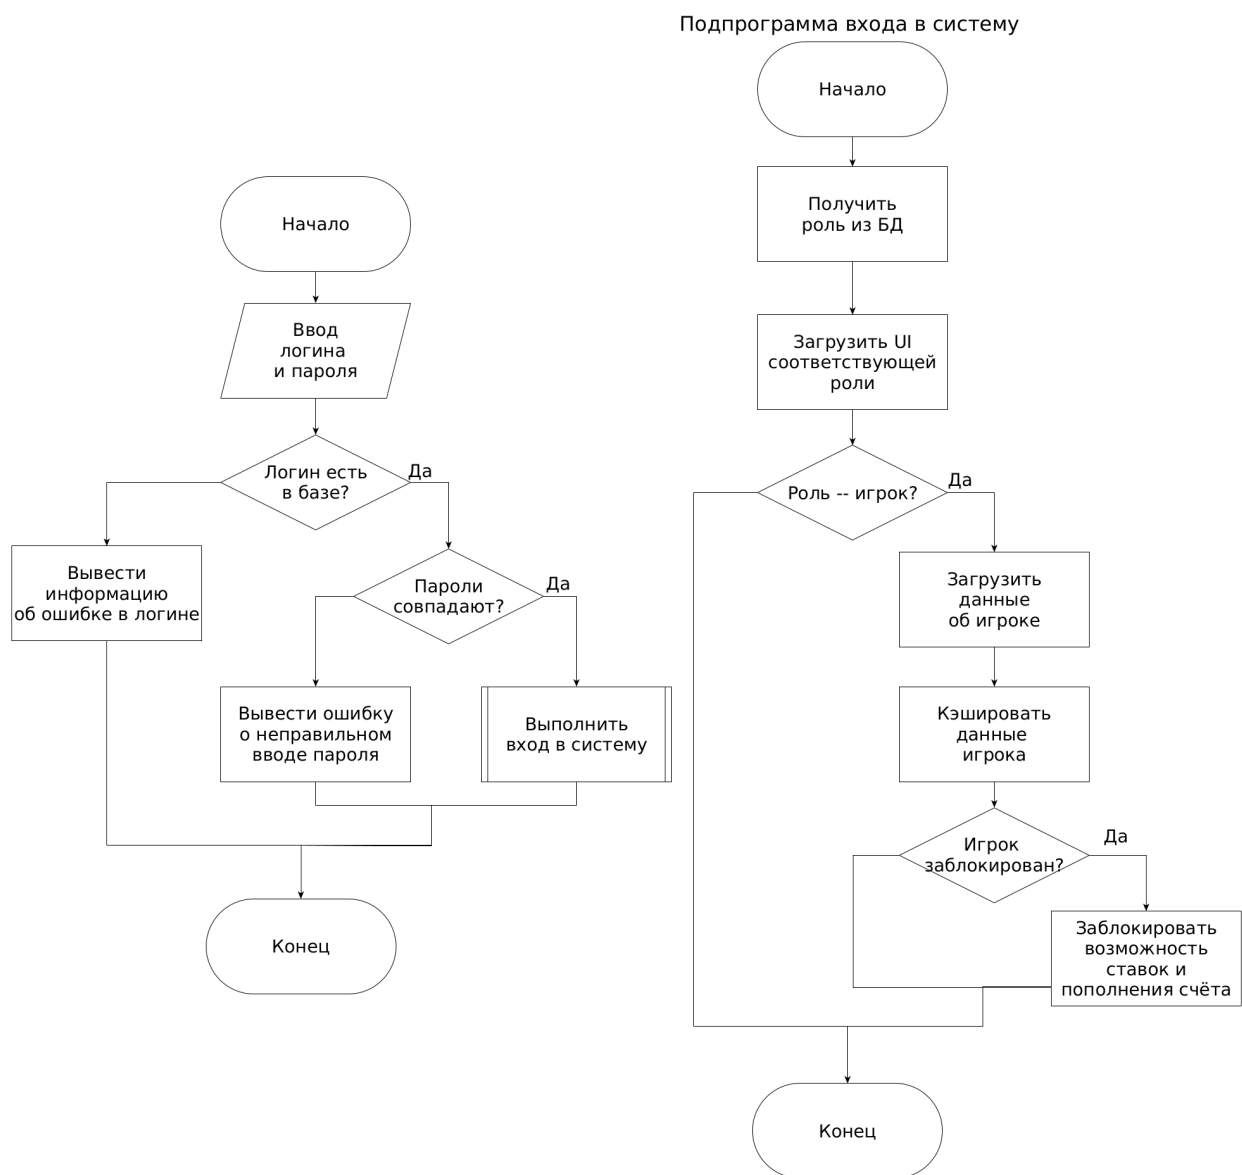 Подпрограмма входа в систему
Начало
Получить
роль из БД
Загрузить UI
соответствующей
роли
Роль -- игрок?
Да
Загрузить
данные
об игроке
Кэшировать
данные
игрока
Игрок
заблокирован?
Да
Заблокировать
возможность
ставок и
пополнения счёта
Конец
Начало
Ввод
логина
и пароля
Логин есть
в базе?
Да
Вывести
информацию
об ошибке в логине
Пароли
совпадают?
Да
Вывести ошибку
о неправильном
вводе пароля
Выполнить
вход в систему
Конец